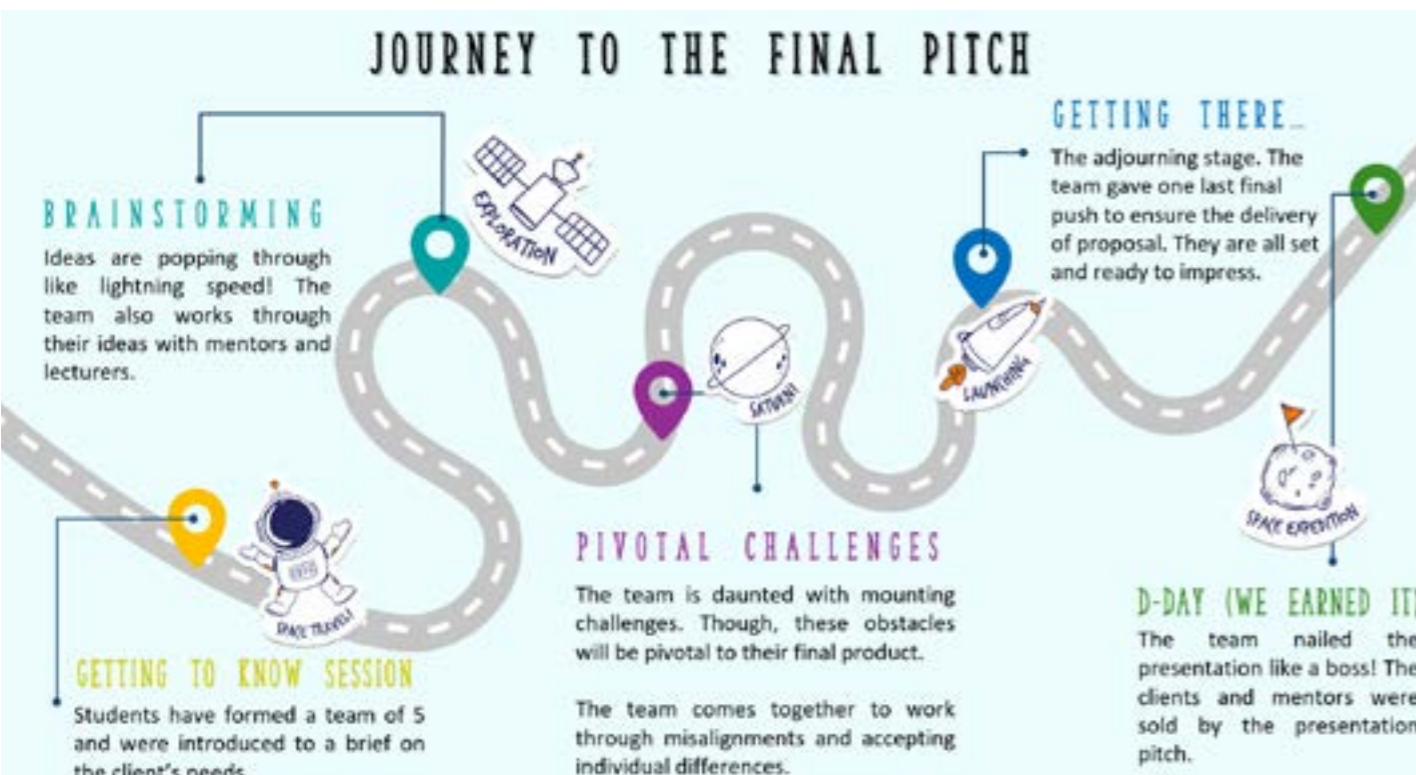 JOURNEY TO THE FINAL PITCH
GETTING THERE…
The adjourning stage. The
team gave one last final
push to ensure the delivery
of proposal. They are all set
and ready to impress.
EXPLORATION
BRAINSTORMING
Ideas are popping through
like lightning speed! The
team also works through
their ideas with mentors and
lecturers.
SATURN!
LAUNCHING
SPACE EXPEDITION
SPACE TRAVEL!
PIVOTAL CHALLENGES
The team is daunted with mounting
challenges. Though, these obstacles
will be pivotal to their final product.
The team comes together to work
through misalignments and accepting
individual differences.
D-DAY (WE EARNED IT!
The team nailed the
presentation like a boss! The
clients and mentors were
sold by the presentation
pitch.
GETTING TO KNOW SESSION
Students have formed a team of 5
and were introduced to a brief on
the client's needs.